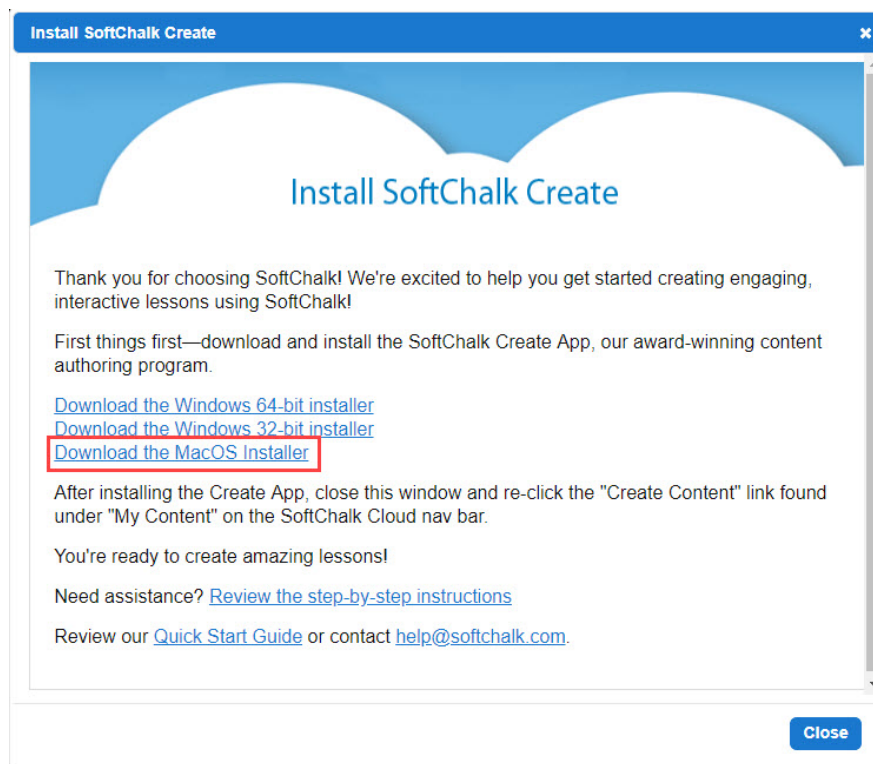 Install SoftChalk Create
Install SoftChalk Create
Thank you for choosing SoftChalk! We're excited to help you get started creating engaging,
interactive lessons using SoftChalk!
First things first—download and install the SoftChalk Create App, our award-winning content
authoring program.
Download the Windows 64-bit installer
Download the Windows 32-bit installer
Download the MacOS Installer
After installing the Create App, close this window and re-click the "Create Content" link found
under "My Content" on the SoftChalk Cloud nav bar.
You're ready to create amazing lessons!
Need assistance? Review the step-by-step instructions
Review our Quick Start Guide or contact help@softchalk.com.
Close